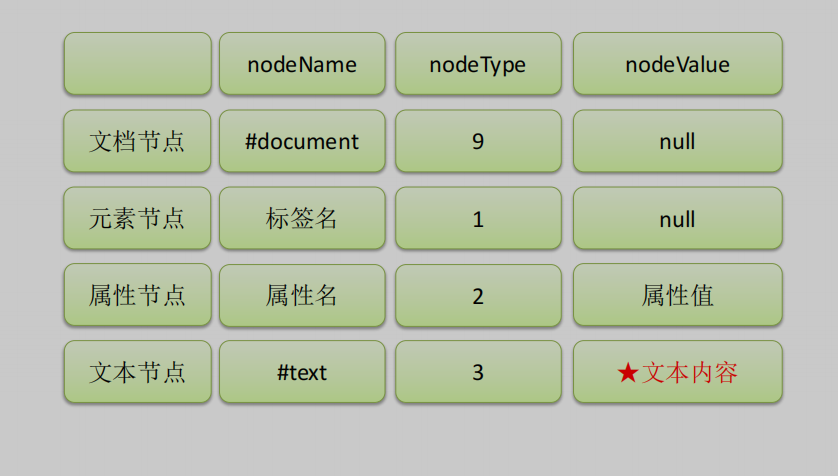 nodeName nodeType nodeValue
文档节点 #document 9 null
元素节点 标签名 1 null
属性节点 属性名 2 属性值
文本节点 #text 3 ★文本内容